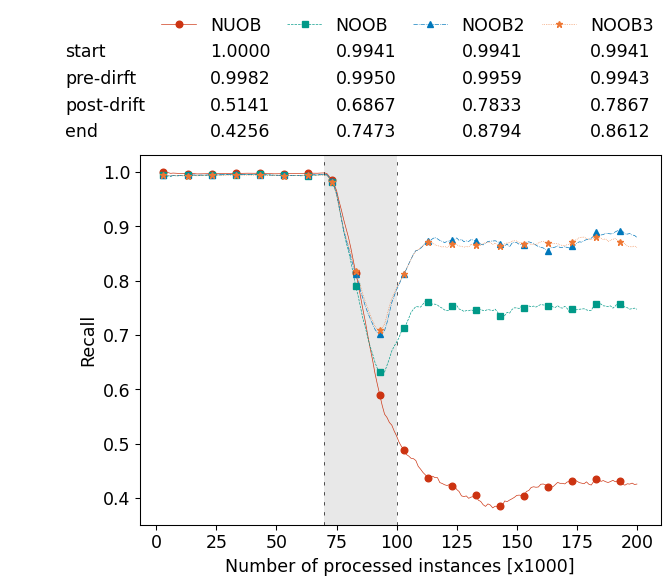 NUOB NOOB NOOB2 NOOB3
start 1.0000 0.9941 0.9941 0.9941
pre-dirft 0.9982 0.9950 0.9959 0.9943
post-drift 0.5141 0.6867 0.7833 0.7867
end 0.4256 0.7473 0.8794 0.8612
1.0
0.9
0.8
0.7
0.6
0.5
0.4
Recall
0 25 50 75 100 125 150 175 200
Number of processed instances [x1000]